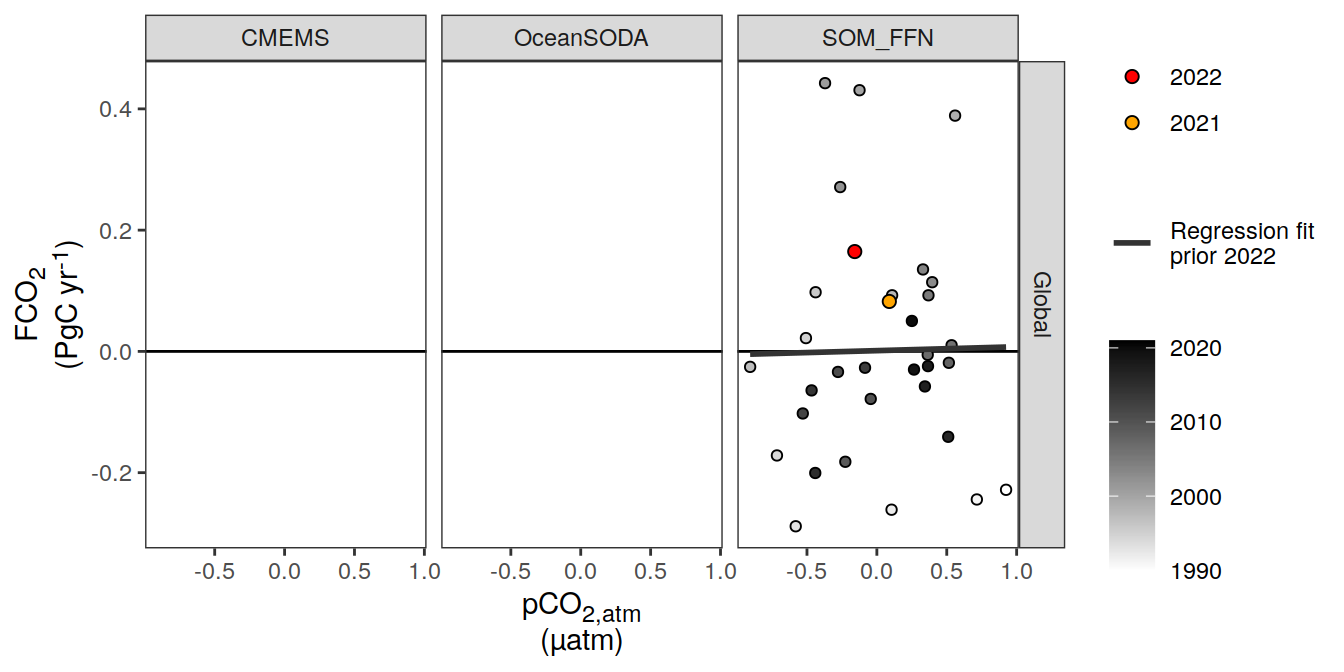 CMEMS
OceanSODA
SOM_FFN
Global
FCO2
(PgC yr-1)
0.4
0.2
0.0
-0.2
-0.5 0.0 0.5 1.0
-0.5 0.0 0.5 1.0
-0.5 0.0 0.5 1.0
pCO2,atm
(µatm)
2022
2021
Regression fit
prior 2022
2020
2010
2000
1990